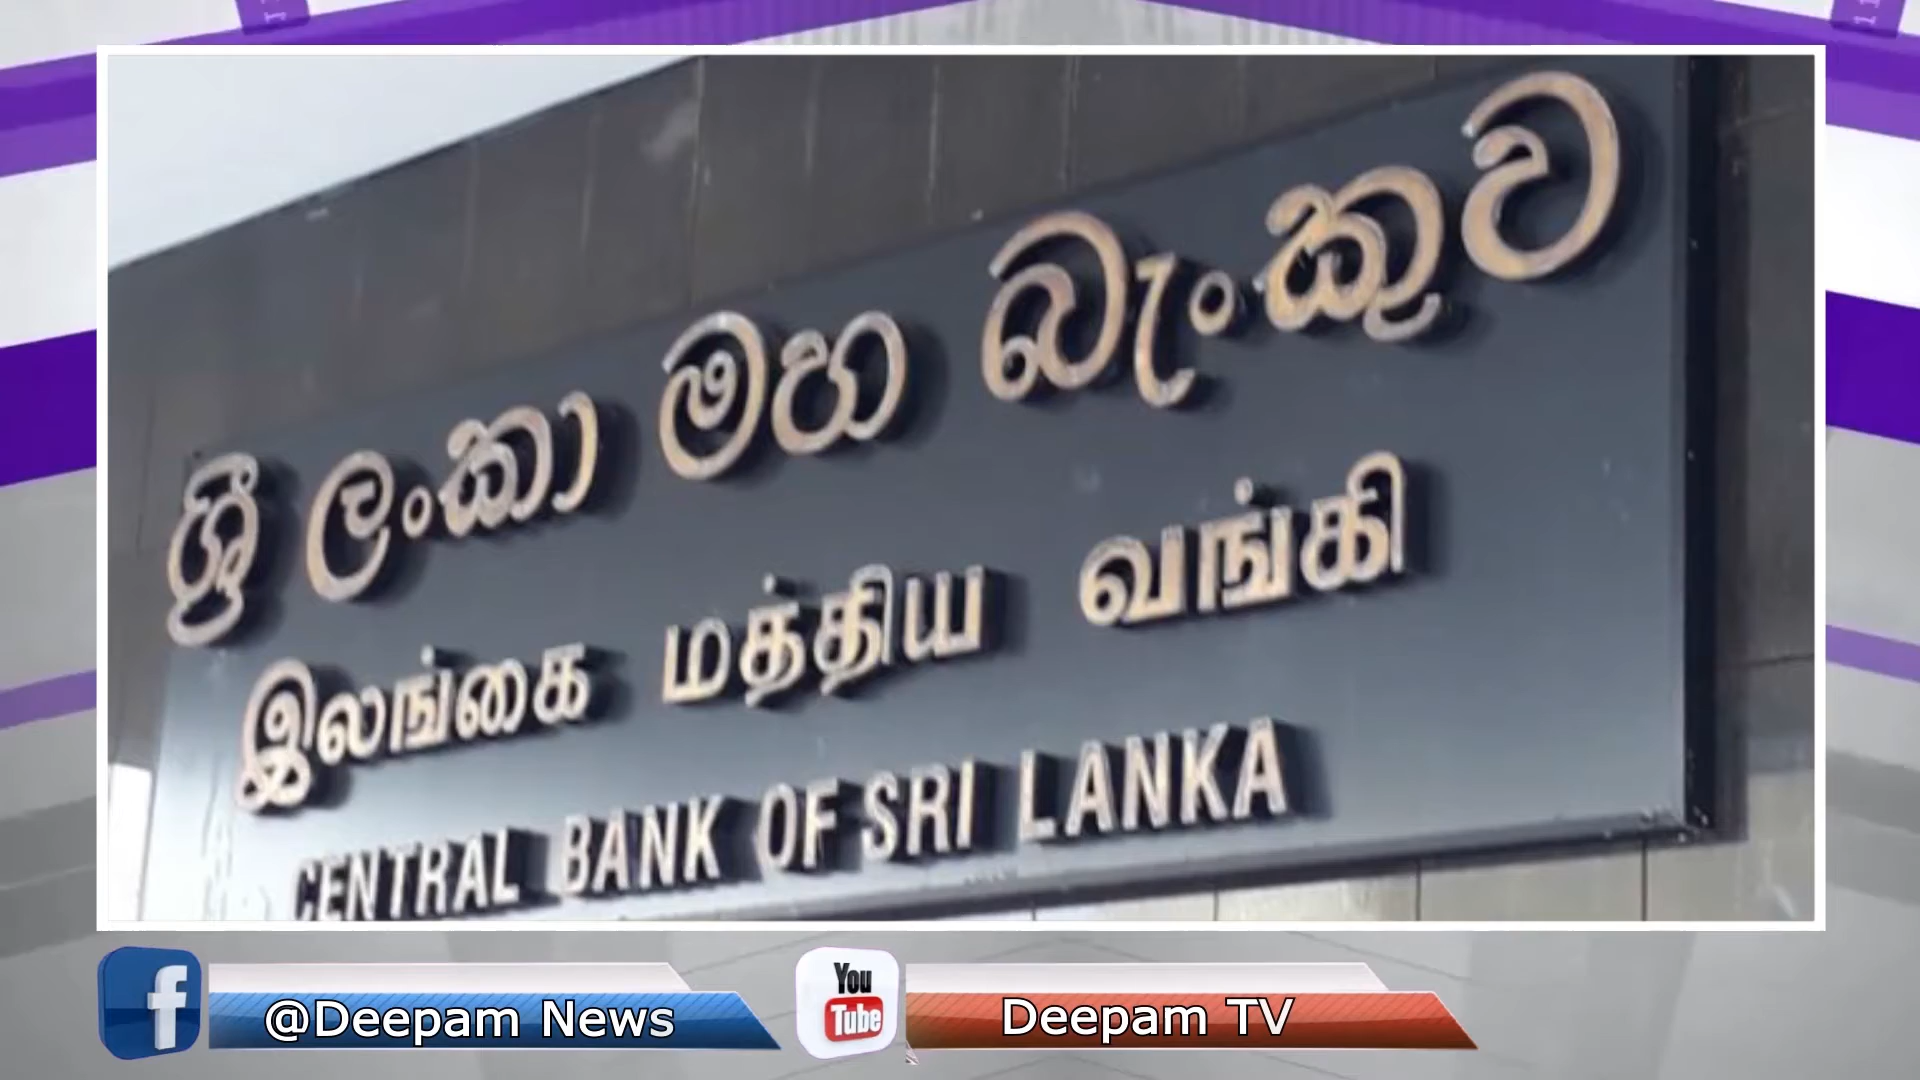 ශ්‍රී ලංකා මහ බැංකුව
இலங்கை மத்திய வங்கி
CENTRAL BANK OF SRI LANKA
@Deepam News
You
Tube
Deepam TV